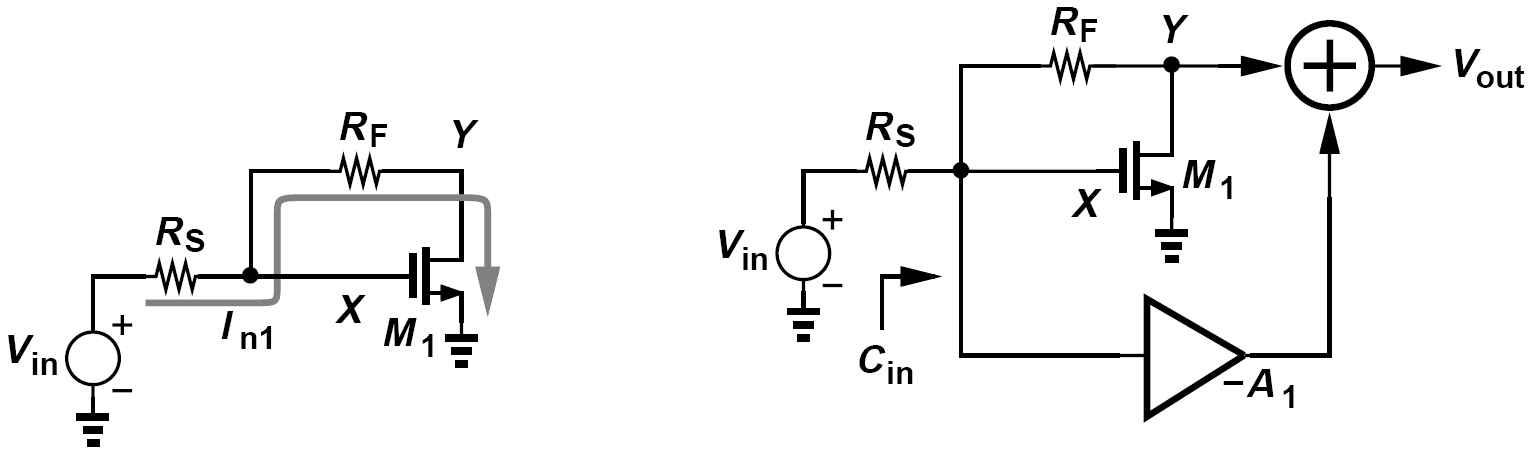 R_F Y
R_S
I_n1 X M_1
V_in + −
R_F Y
+ V_out
R_S
M_1
X
V_in + −
C_in
−A_1